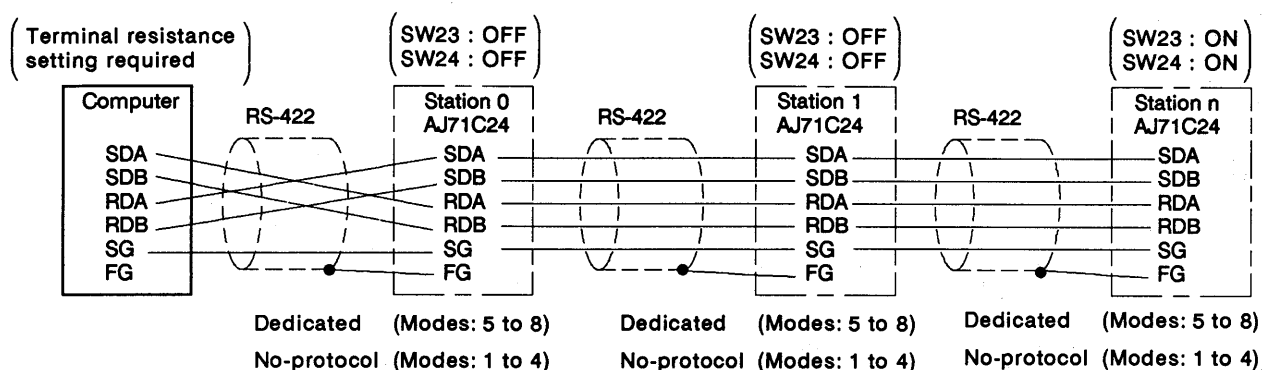 Terminal resistance
setting required
SW23 : OFF
SW24 : OFF
SW23 : OFF
SW24 : OFF
SW23 : ON
SW24 : ON
Computer
SDA
SDB
RDA
RDB
SG
FG
RS-422
Station 0
AJ71C24
SDA
SDB
RDA
RDB
SG
FG
RS-422
Station 1
AJ71C24
SDA
SDB
RDA
RDB
SG
FG
RS-422
Station n
AJ71C24
SDA
SDB
RDA
RDB
SG
FG
Dedicated (Modes: 5 to 8)
No-protocol (Modes: 1 to 4)
Dedicated (Modes: 5 to 8)
No-protocol (Modes: 1 to 4)
Dedicated (Modes: 5 to 8)
No-protocol (Modes: 1 to 4)